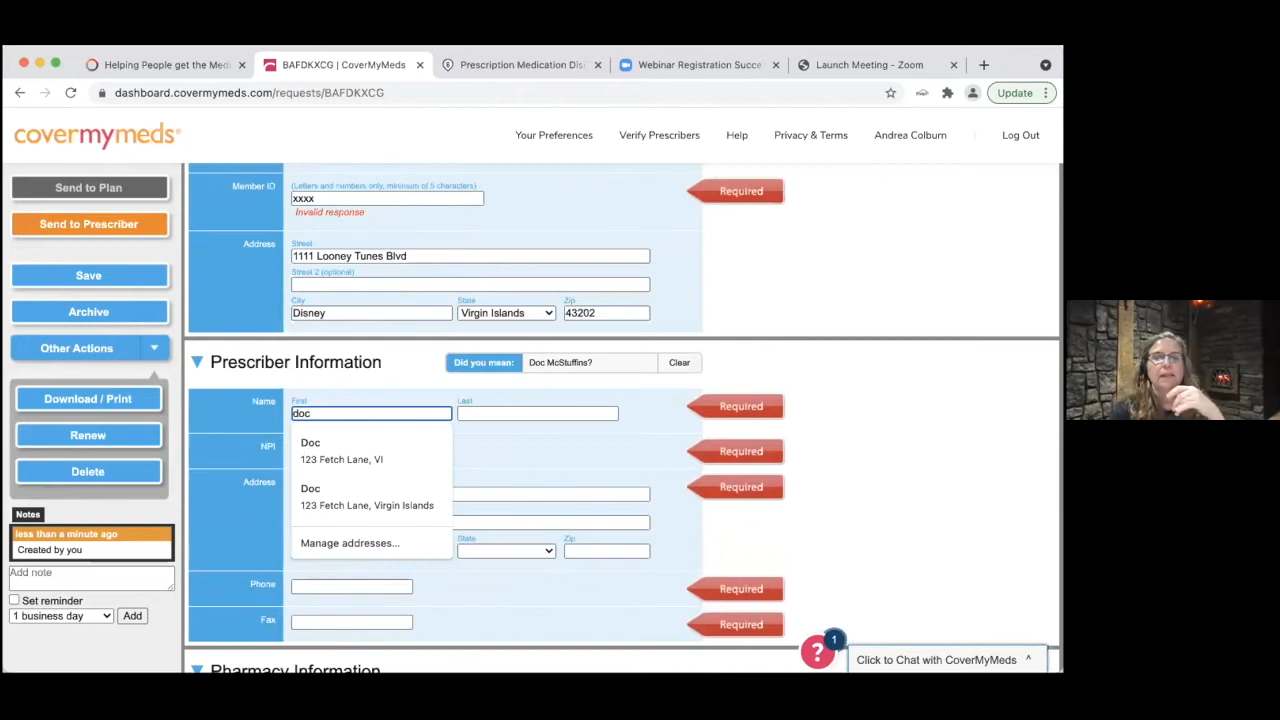 Helping People get the Medi
BAFDKXCG | CoverMyMeds
Prescription Medication Dis
Webinar Registration Succe
Launch Meeting - Zoom
dashboard.covermymeds.com/requests/BAFDKXCG
Update
covermymeds
Your Preferences
Verify Prescribers
Help
Privacy & Terms
Andrea Colburn
Log Out
Send to Plan
Send to Prescriber
Save
Archive
Other Actions
Download / Print
Renew
Delete
Notes
less than a minute ago
Created by you
Add note
Set reminder
1 business day
Add
Member ID
(Letters and numbers only, minimum of 5 characters)
xxxx
Invalid response
Required
Address
Street
1111 Looney Tunes Blvd
Street 2 (optional)
City
State
Zip
Disney
Virgin Islands
43202
Prescriber Information
Did you mean:
Doc McStuffins?
Clear
Name
First
Last
doc
Required
Doc
123 Fetch Lane, VI
Doc
123 Fetch Lane, Virgin Islands
Manage addresses...
NPI
Required
Address
Required
State
Zip
Phone
Required
Fax
Required
Pharmacy Information
?
1
Click to Chat with CoverMyMeds